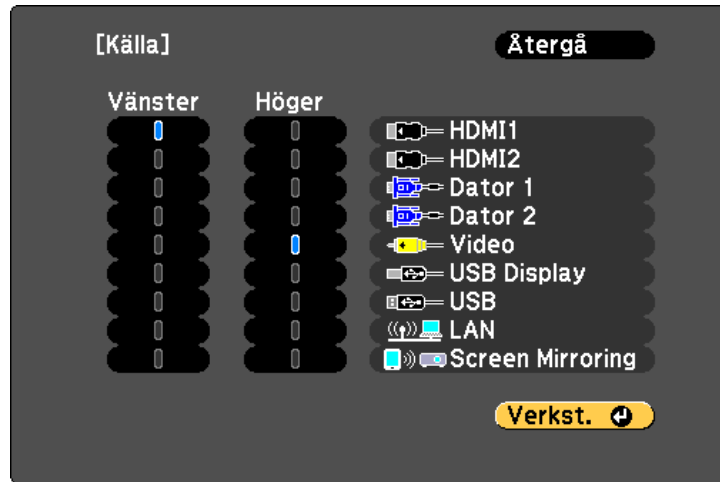 [Källa] Återgå
Vänster Höger
HDMI1
HDMI2
Dator 1
Dator 2
Video
USB Display
USB
LAN
Screen Mirroring
Verkst.